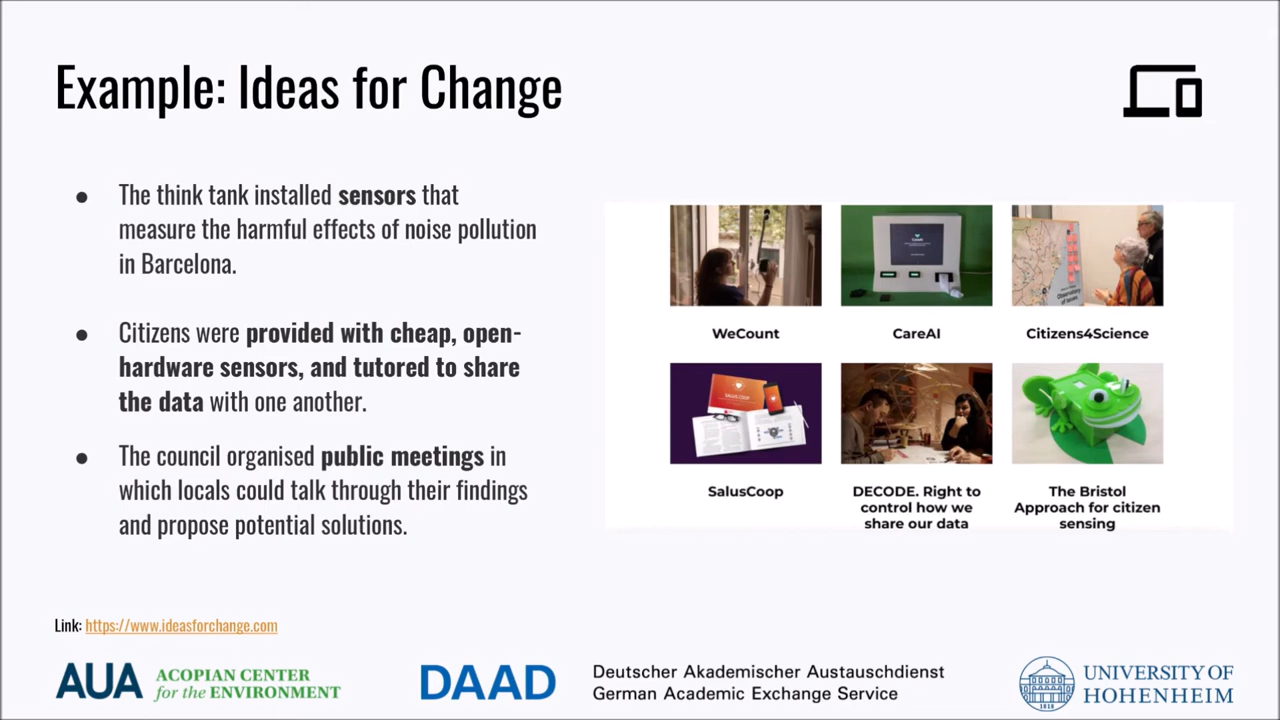 Example: Ideas for Change
● The think tank installed sensors that
measure the harmful effects of noise pollution
in Barcelona.
● Citizens were provided with cheap, open-
hardware sensors, and tutored to share
the data with one another.
● The council organised public meetings in
which locals could talk through their findings
and propose potential solutions.
WeCount
CareAI
Citizens4Science
SALUS.COOP
SalusCoop
DECODE. Right to
control how we
share our data
The Bristol
Approach for citizen
sensing
Link: https://www.ideasforchange.com
AUA ACOPIAN CENTER
for the ENVIRONMENT
DAAD
Deutscher Akademischer Austauschdienst
German Academic Exchange Service
1818
UNIVERSITY OF
HOHENHEIM